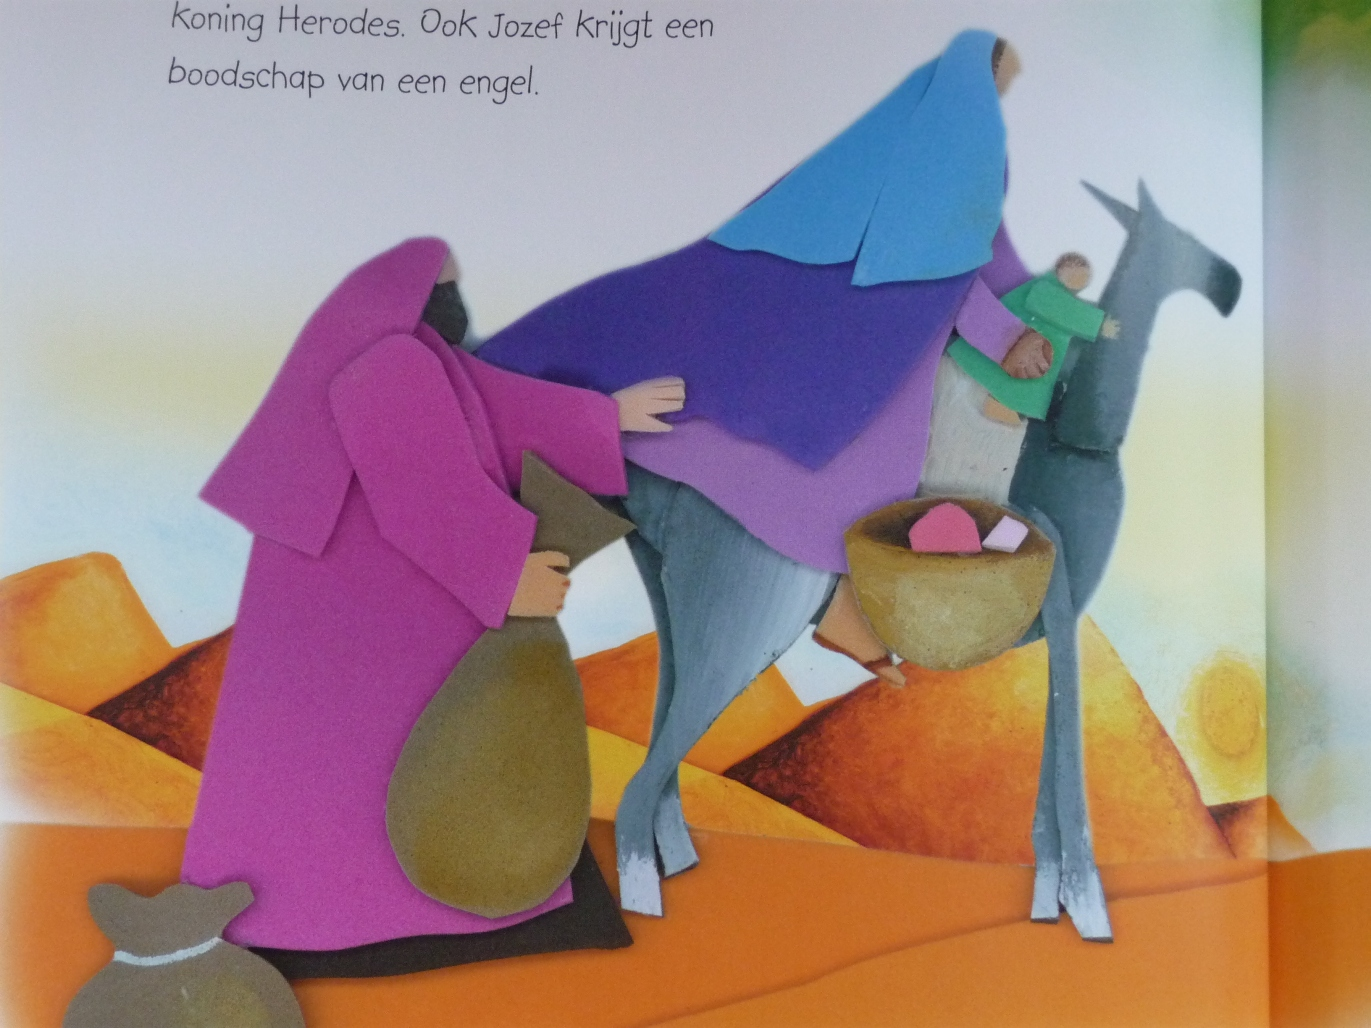 Koning Herodes. Ook Jozef krijgt een
boodschap van een engel.